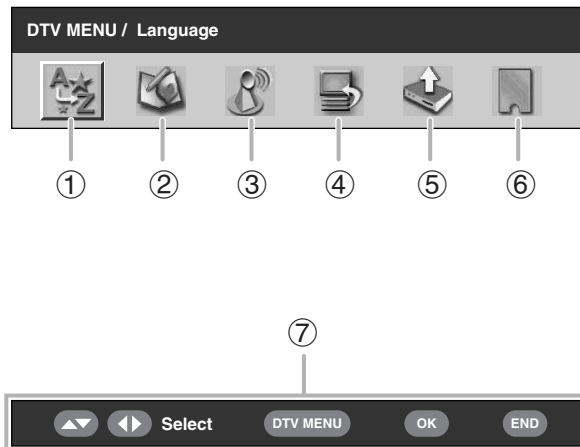 DTV MENU / Language
A Z
① ② ③ ④ ⑤ ⑥
⑦
Select DTV MENU OK END